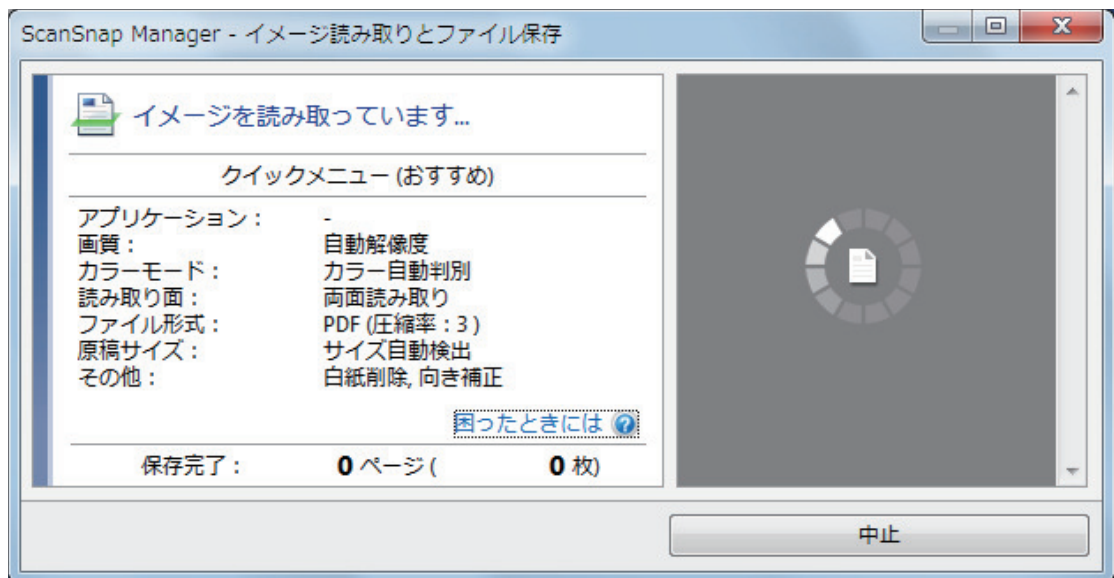 ScanSnap Manager - イメージ読み取りとファイル保存
イメージを読み取っています...
クイックメニュー (おすすめ)
アプリケーション : -
画質 : 自動解像度
カラーモード : カラー自動判別
読み取り面 : 両面読み取り
ファイル形式 : PDF (圧縮率 : 3 )
原稿サイズ : サイズ自動検出
その他 : 白紙削除, 向き補正
困ったときには ?
保存完了 : 0 ページ ( 0 枚)
中止